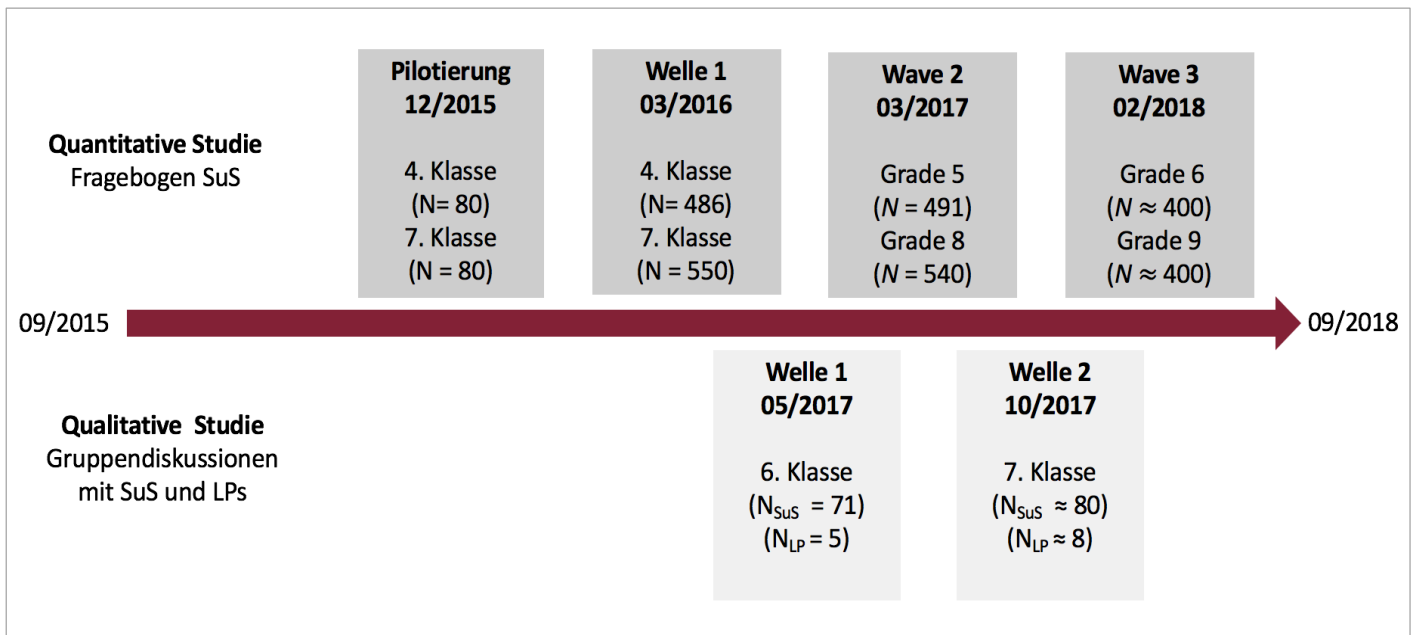 Quantitative Studie
Fragebogen SuS
Pilotierung
12/2015
4. Klasse
(N= 80)
7. Klasse
(N = 80)
Welle 1
03/2016
4. Klasse
(N= 486)
7. Klasse
(N = 550)
Wave 2
03/2017
Grade 5
(N = 491)
Grade 8
(N = 540)
Wave 3
02/2018
Grade 6
(N ≈ 400)
Grade 9
(N ≈ 400)
09/2015
09/2018
Qualitative Studie
Gruppendiskussionen
mit SuS und LPs
Welle 1
05/2017
6. Klasse
(NSuS = 71)
(NLP = 5)
Welle 2
10/2017
7. Klasse
(NSuS ≈ 80)
(NLP ≈ 8)